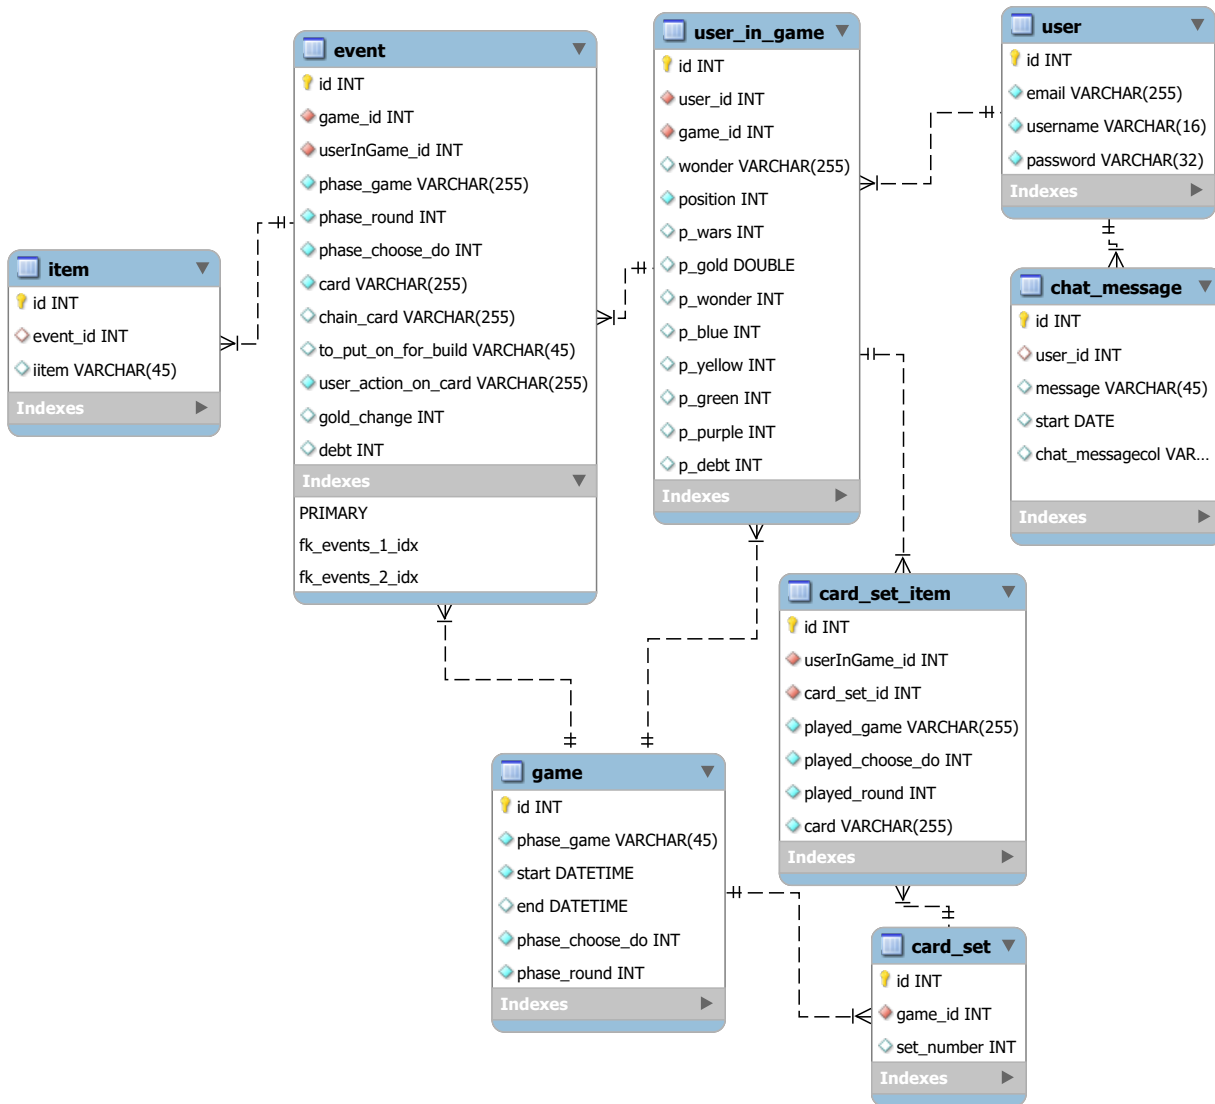 event
id INT
game_id INT
userInGame_id INT
phase_game VARCHAR(255)
phase_round INT
phase_choose_do INT
card VARCHAR(255)
chain_card VARCHAR(255)
to_put_on_for_build VARCHAR(45)
user_action_on_card VARCHAR(255)
gold_change INT
debt INT
Indexes
PRIMARY
fk_events_1_idx
fk_events_2_idx
user_in_game
id INT
user_id INT
game_id INT
wonder VARCHAR(255)
position INT
p_wars INT
p_gold DOUBLE
p_wonder INT
p_blue INT
p_yellow INT
p_green INT
p_purple INT
p_debt INT
Indexes
user
id INT
email VARCHAR(255)
username VARCHAR(16)
password VARCHAR(32)
Indexes
item
id INT
event_id INT
iitem VARCHAR(45)
Indexes
chat_message
id INT
user_id INT
message VARCHAR(45)
start DATE
chat_messagecol VAR...
Indexes
card_set_item
id INT
userInGame_id INT
card_set_id INT
played_game VARCHAR(255)
played_choose_do INT
played_round INT
card VARCHAR(255)
Indexes
game
id INT
phase_game VARCHAR(45)
start DATETIME
end DATETIME
phase_choose_do INT
phase_round INT
Indexes
card_set
id INT
game_id INT
set_number INT
Indexes